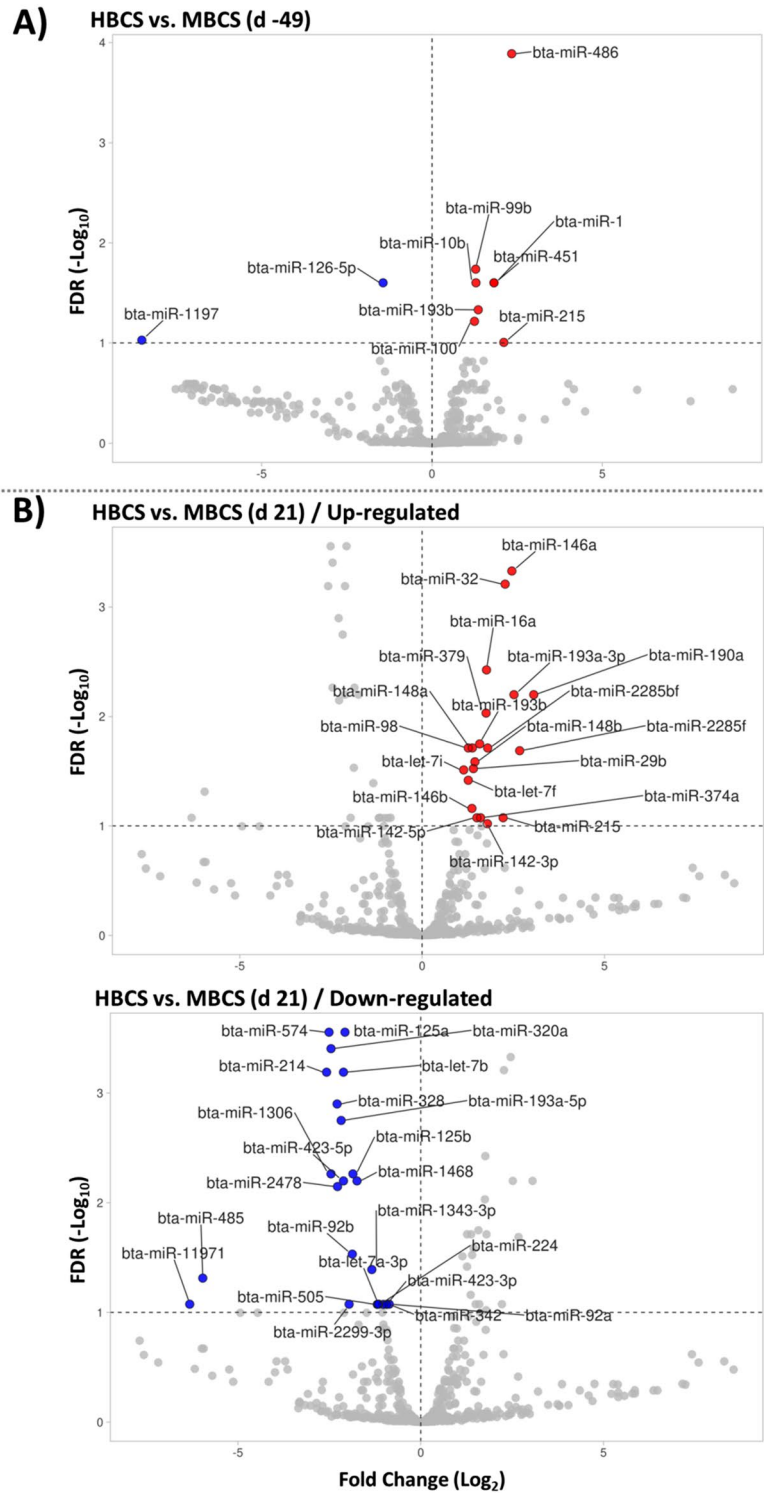 A)
HBCS vs. MBCS (d -49)
4
bta-miR-486
3
bta-miR-99b
bta-miR-1
2
bta-miR-10b
bta-miR-451
bta-miR-126-5p
bta-miR-1197
bta-miR-193b
bta-miR-215
1
bta-miR-100
0
-5
0
5
FDR (-Log10)
B)
HBCS vs. MBCS (d 21) / Up-regulated
bta-miR-146a
bta-miR-32
3
bta-miR-16a
bta-miR-379
bta-miR-193a-3p
bta-miR-190a
bta-miR-148a
bta-miR-2285bf
2
bta-miR-193b
bta-miR-98
bta-miR-148b
bta-miR-2285f
bta-let-7i
bta-miR-29b
bta-miR-146b
bta-let-7f
bta-miR-374a
1
bta-miR-142-5p
bta-miR-215
bta-miR-142-3p
0
-5
0
5
FDR (-Log10)
HBCS vs. MBCS (d 21) / Down-regulated
bta-miR-574
bta-miR-125a
bta-miR-320a
bta-miR-214
bta-let-7b
3
bta-miR-328
bta-miR-193a-5p
bta-miR-1306
bta-miR-125b
bta-miR-423-5p
bta-miR-1468
bta-miR-2478
2
bta-miR-485
bta-miR-1343-3p
bta-miR-92b
bta-miR-224
bta-miR-11971
bta-let-7a-3p
bta-miR-423-3p
bta-miR-505
bta-miR-342
bta-miR-92a
1
bta-miR-2299-3p
0
-5
0
5
FDR (-Log10)
Fold Change (Log2)